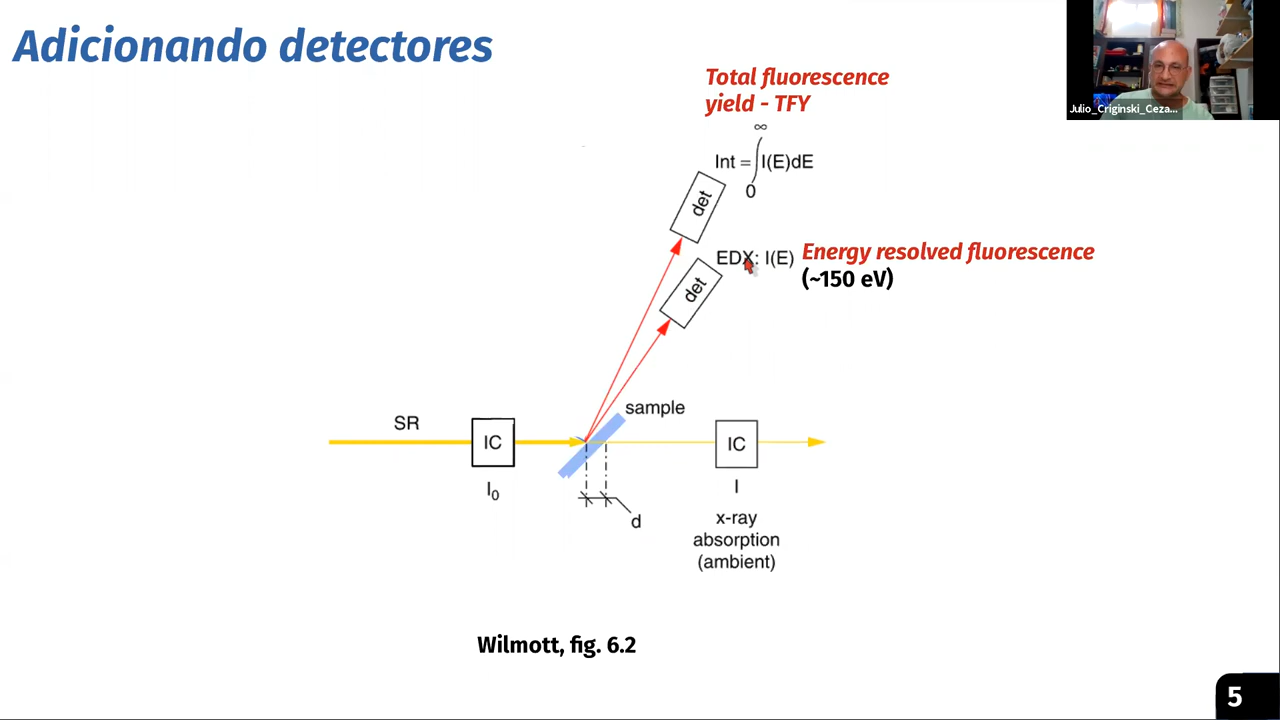 Adicionando detectores
Julio_Criginski_Ceza...
Total fluorescence
yield - TFY
∞
Int = ∫I(E)dE
0
det
EDX: I(E)
Energy resolved fluorescence
(~150 eV)
det
sample
SR
IC
IC
I₀
I
d
x-ray
absorption
(ambient)
Wilmott, fig. 6.2
5